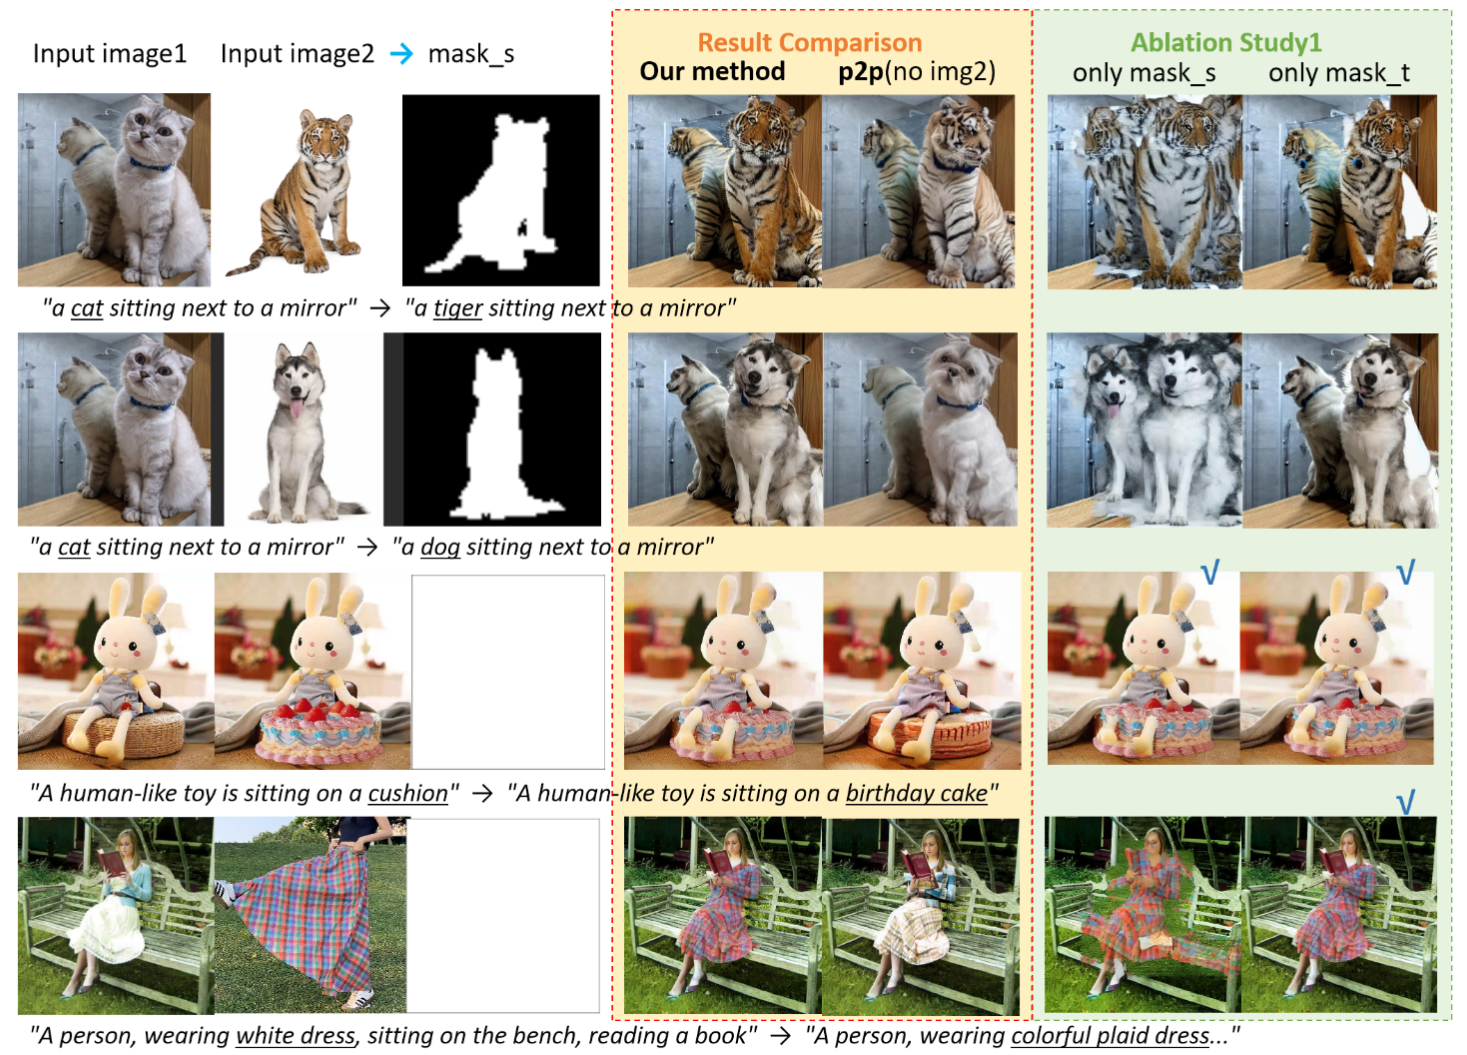 Input image1 Input image2 → mask_s
Result Comparison
Our method p2p(no img2)
Ablation Study1
only mask_s only mask_t
"a cat sitting next to a mirror" → "a tiger sitting next to a mirror"
"a cat sitting next to a mirror" → "a dog sitting next to a mirror"
√ √
"A human-like toy is sitting on a cushion" → "A human-like toy is sitting on a birthday cake"
√
"A person, wearing white dress, sitting on the bench, reading a book" → "A person, wearing colorful plaid dress..."